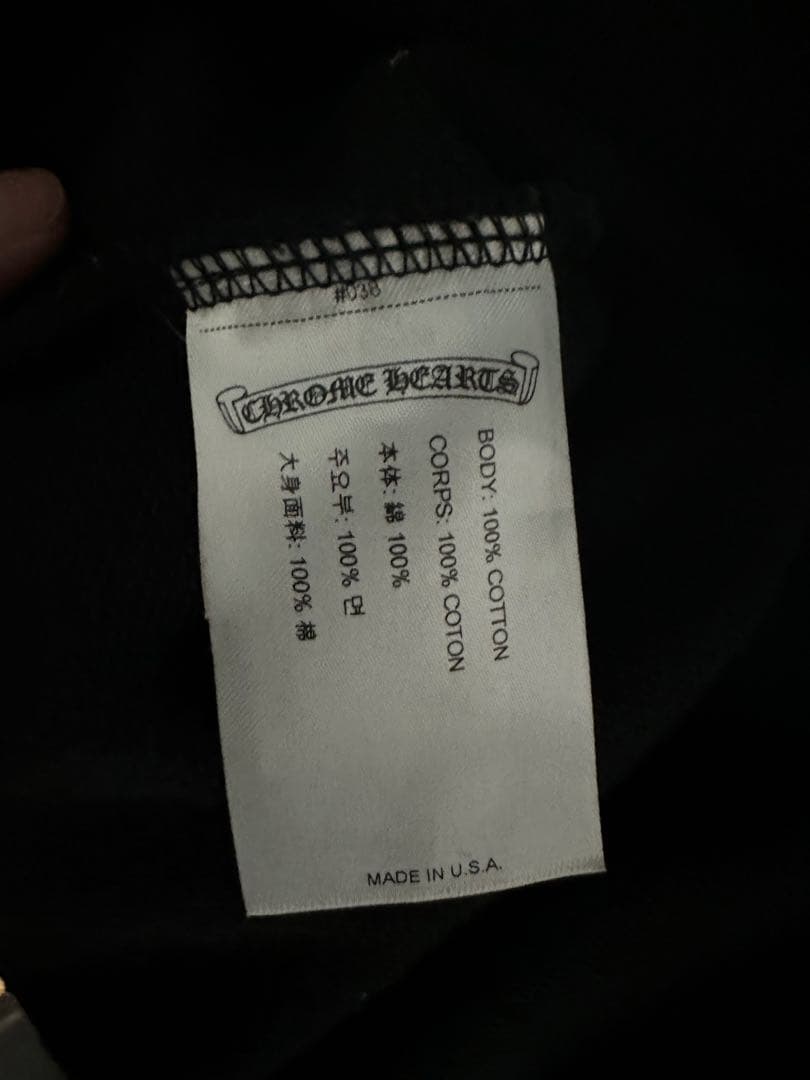 #038
CHROME HEARTS
BODY: 100% COTTON
CORPS: 100% COTON
本体: 綿 100%
주요부: 100% 면
大身面料: 100% 棉
MADE IN U.S.A.